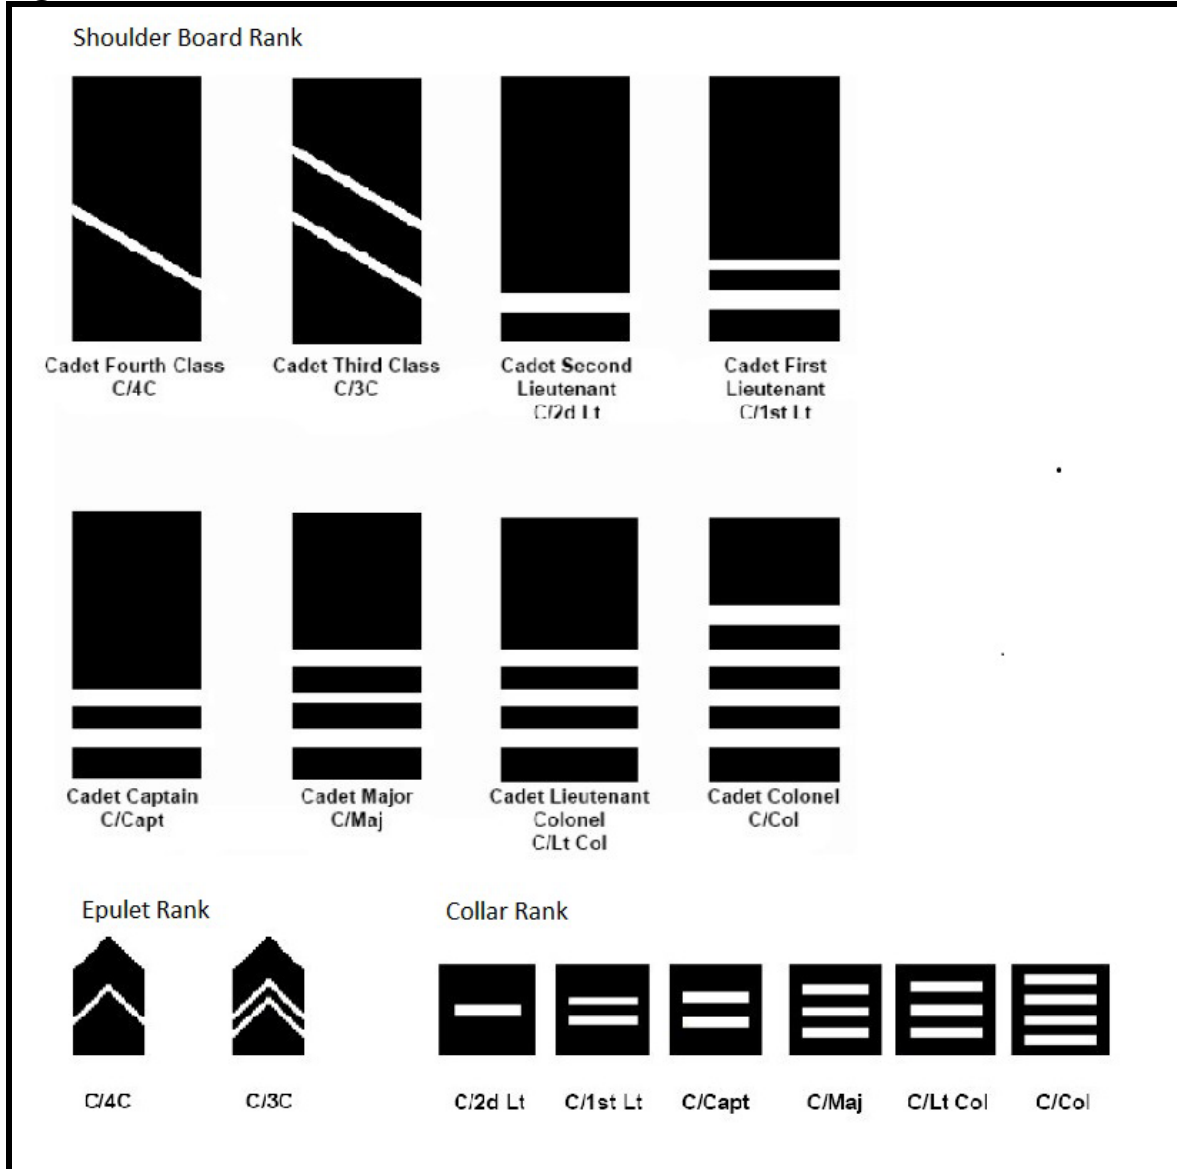 Shoulder Board Rank
Cadet Fourth Class
C/4C
Cadet Third Class
C/3C
Cadet Second
Lieutenant
C/2d Lt
Cadet First
Lieutenant
C/1st Lt
Cadet Captain
C/Capt
Cadet Major
C/Maj
Cadet Lieutenant
Colonel
C/Lt Col
Cadet Colonel
C/Col
Epulet Rank
C/4C
C/3C
Collar Rank
C/2d Lt
C/1st Lt
C/Capt
C/Maj
C/Lt Col
C/Col